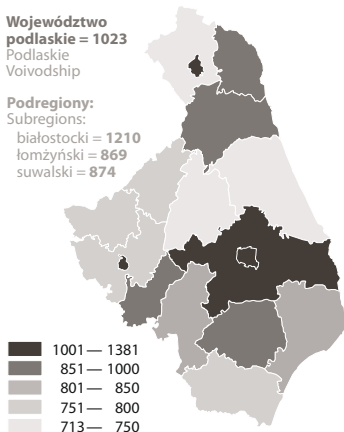 Województwo
podlaskie = 1023
Podlaskie
Voivodship
Podregiony:
Subregions:
białostocki = 1210
łomżyński = 869
suwalski = 874
1001— 1381
851— 1000
801— 850
751— 800
713— 750